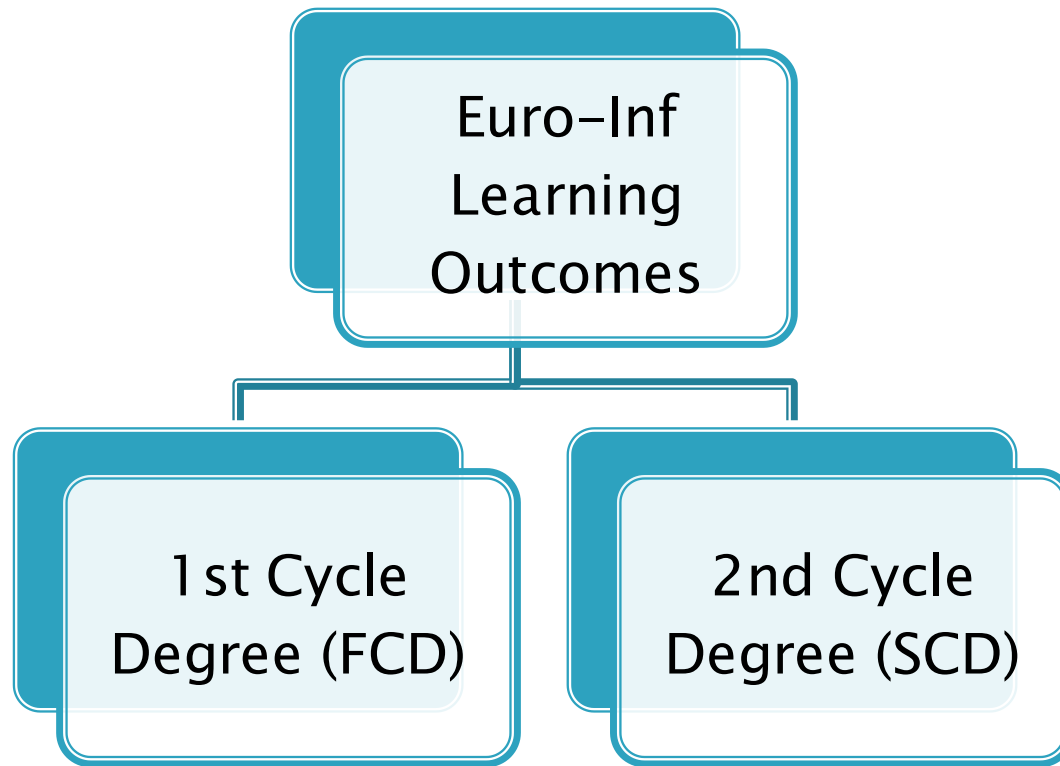 Euro-Inf
Learning
Outcomes
1st Cycle
Degree (FCD)
2nd Cycle
Degree (SCD)